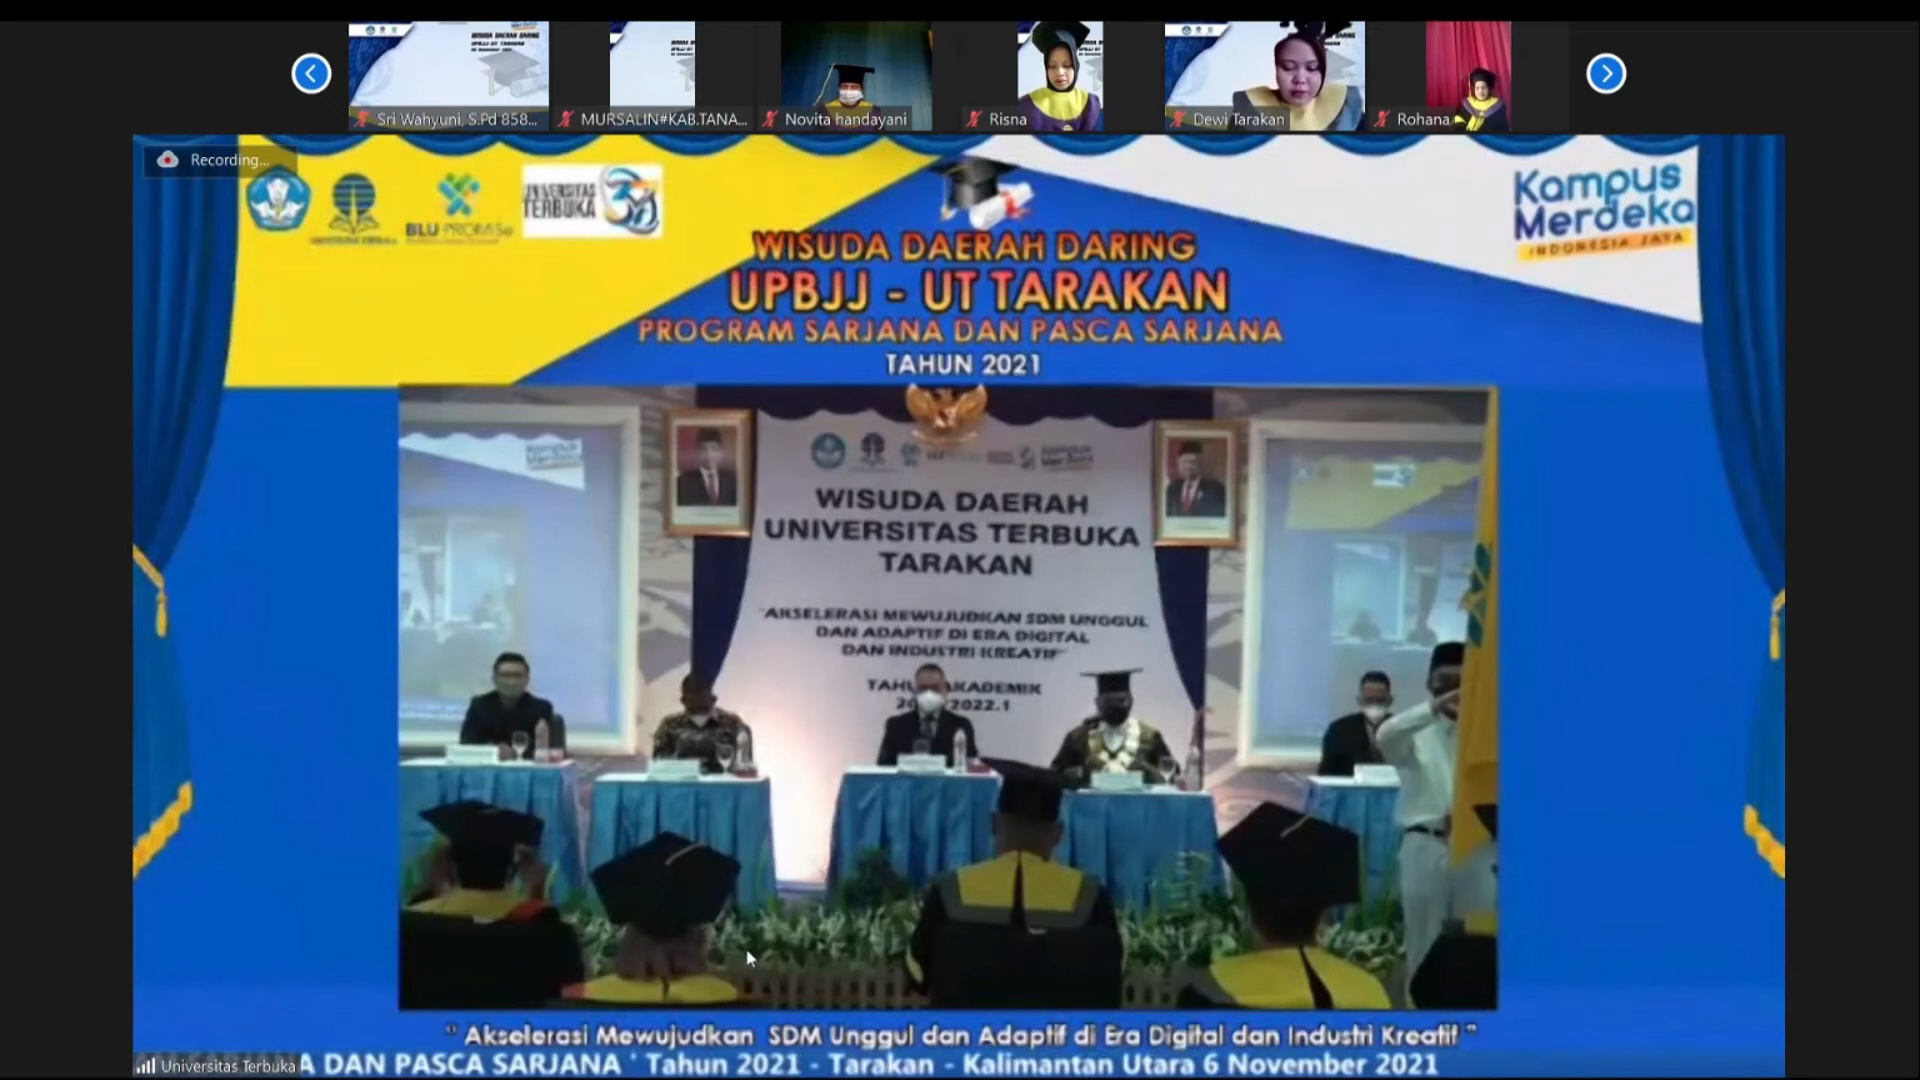 Sri Wahyuni, S.Pd 858...
MURSALIN#KAB.TANA...
Novita handayani
Risna
Dewi Tarakan
Rohana
Recording...
UNIVERSITAS
TERBUKA
BLU-PROMISe
Kampus
Merdeka
INDONESIA JAYA
WISUDA DAERAH DARING
UPBJJ - UT TARAKAN
PROGRAM SARJANA DAN PASCA SARJANA
TAHUN 2021
WISUDA DAERAH
UNIVERSITAS TERBUKA
TARAKAN
"AKSELERASI MEWUJUDKAN SDM UNGGUL
DAN ADAPTIF DI ERA DIGITAL
DAN INDUSTRI KREATIF"
" Akselerasi Mewujudkan SDM Unggul dan Adaptif di Era Digital dan Industri Kreatif "
Universitas Terbuka
A DAN PASCA SARJANA ' Tahun 2021 - Tarakan - Kalimantan Utara 6 November 2021